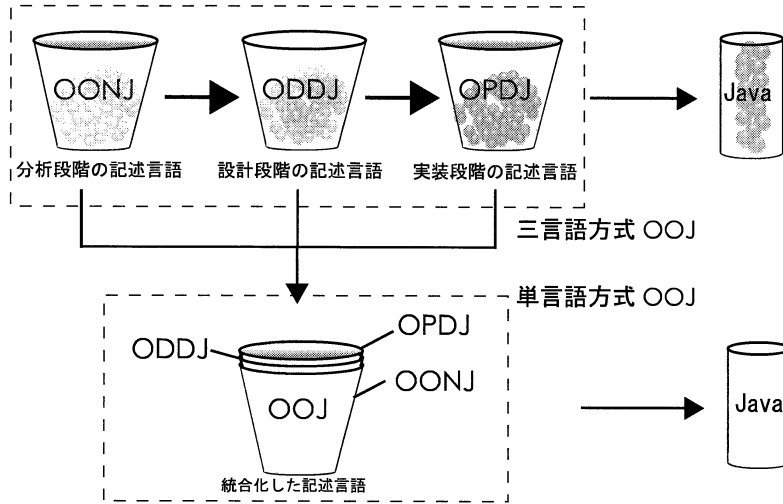 OONJ
ODDJ
OPDJ
Java
分析段階の記述言語
設計段階の記述言語
実装段階の記述言語
三言語方式 OOJ
単言語方式 OOJ
ODDJ
OPDJ
OONJ
OOJ
Java
統合化した記述言語